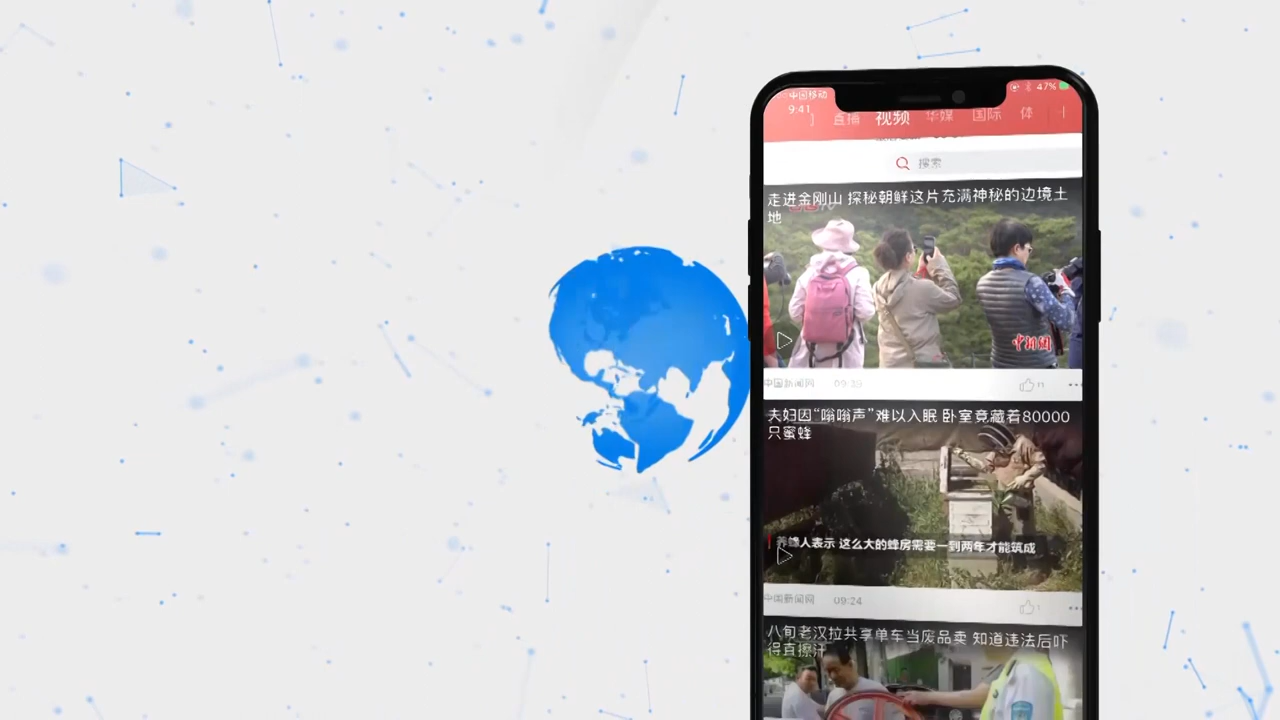 中国移动
47%
9:41
直播 视频 华媒 国际 体
搜索
走进金刚山 探秘朝鲜这片充满神秘的边境土
地
中新网
中国新闻网 09:39
11
夫妇因“嗡嗡声”难以入眠 卧室竟藏着80000
只蜜蜂
养蜂人表示 这么大的蜂房需要一到两年才能筑成
中国新闻网 09:24
1
八旬老汉拉共享单车当废品卖 知道违法后吓
得直擦汗